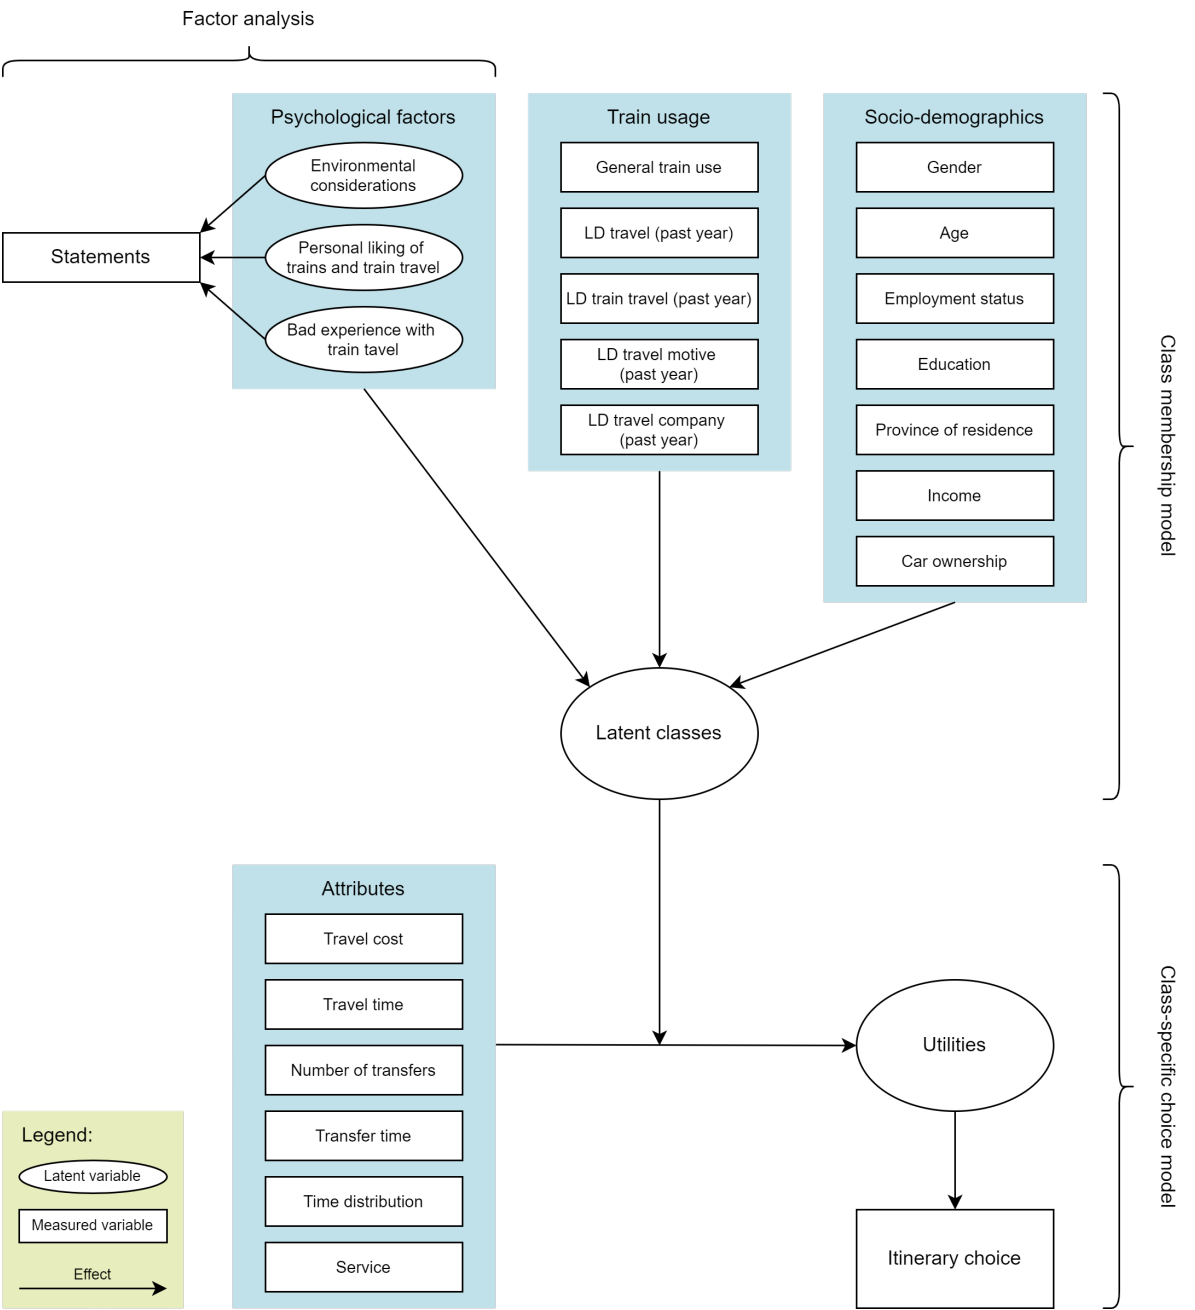 Factor analysis
Psychological factors
Environmental
considerations
Personal liking of
trains and train travel
Bad experience with
train tavel
Statements
Train usage
General train use
LD travel (past year)
LD train travel (past year)
LD travel motive
(past year)
LD travel company
(past year)
Socio-demographics
Gender
Age
Employment status
Education
Province of residence
Income
Car ownership
Class membership model
Latent classes
Attributes
Travel cost
Travel time
Number of transfers
Transfer time
Time distribution
Service
Utilities
Itinerary choice
Class-specific choice model
Legend:
Latent variable
Measured variable
Effect